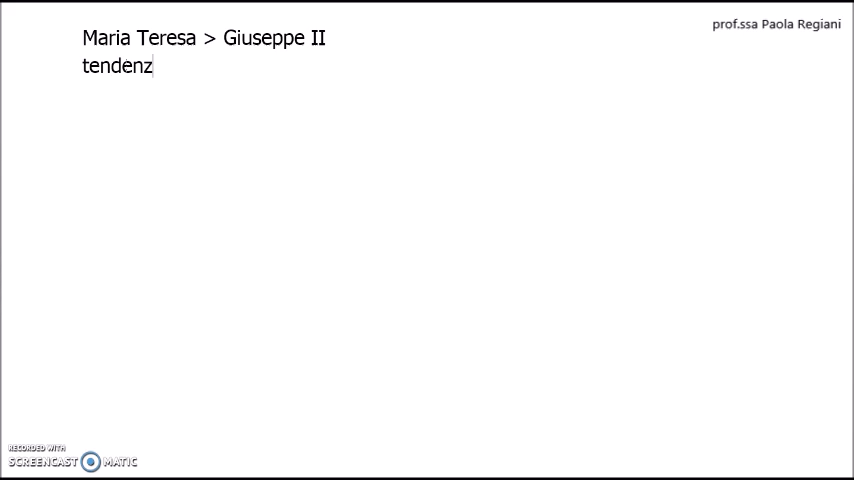 Maria Teresa > Giuseppe II
prof.ssa Paola Regiani
tendenz
RECORDED WITH
SCREENCAST MATIC